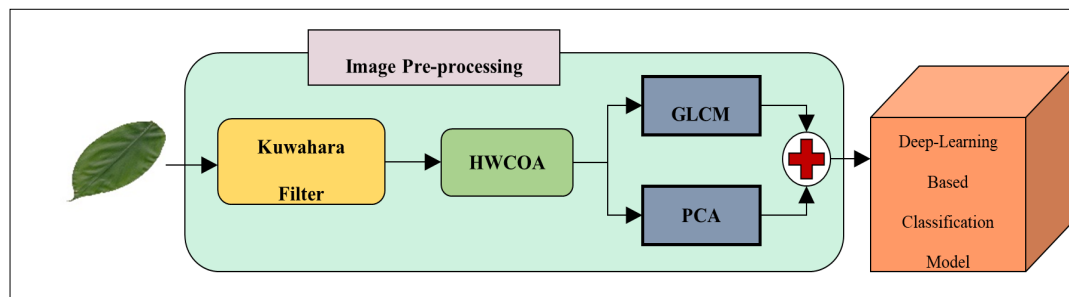 Image Pre-processing
Kuwahara
Filter
HWCOA
GLCM
PCA
Deep-Learning
Based
Classification
Model